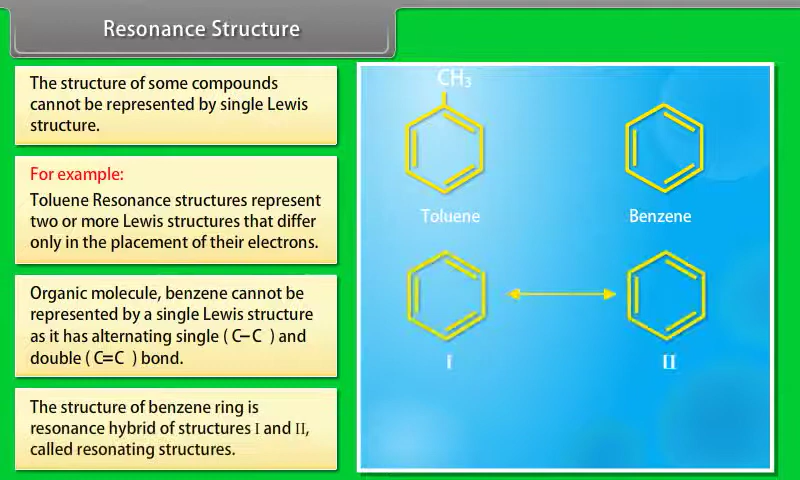 Resonance Structure
The structure of some compounds
cannot be represented by single Lewis
structure.
For example:
Toluene Resonance structures represent
two or more Lewis structures that differ
only in the placement of their electrons.
Organic molecule, benzene cannot be
represented by a single Lewis structure
as it has alternating single ( C–C ) and
double ( C=C ) bond.
The structure of benzene ring is
resonance hybrid of structures I and II,
called resonating structures.
CH₃
Toluene
Benzene
I
II